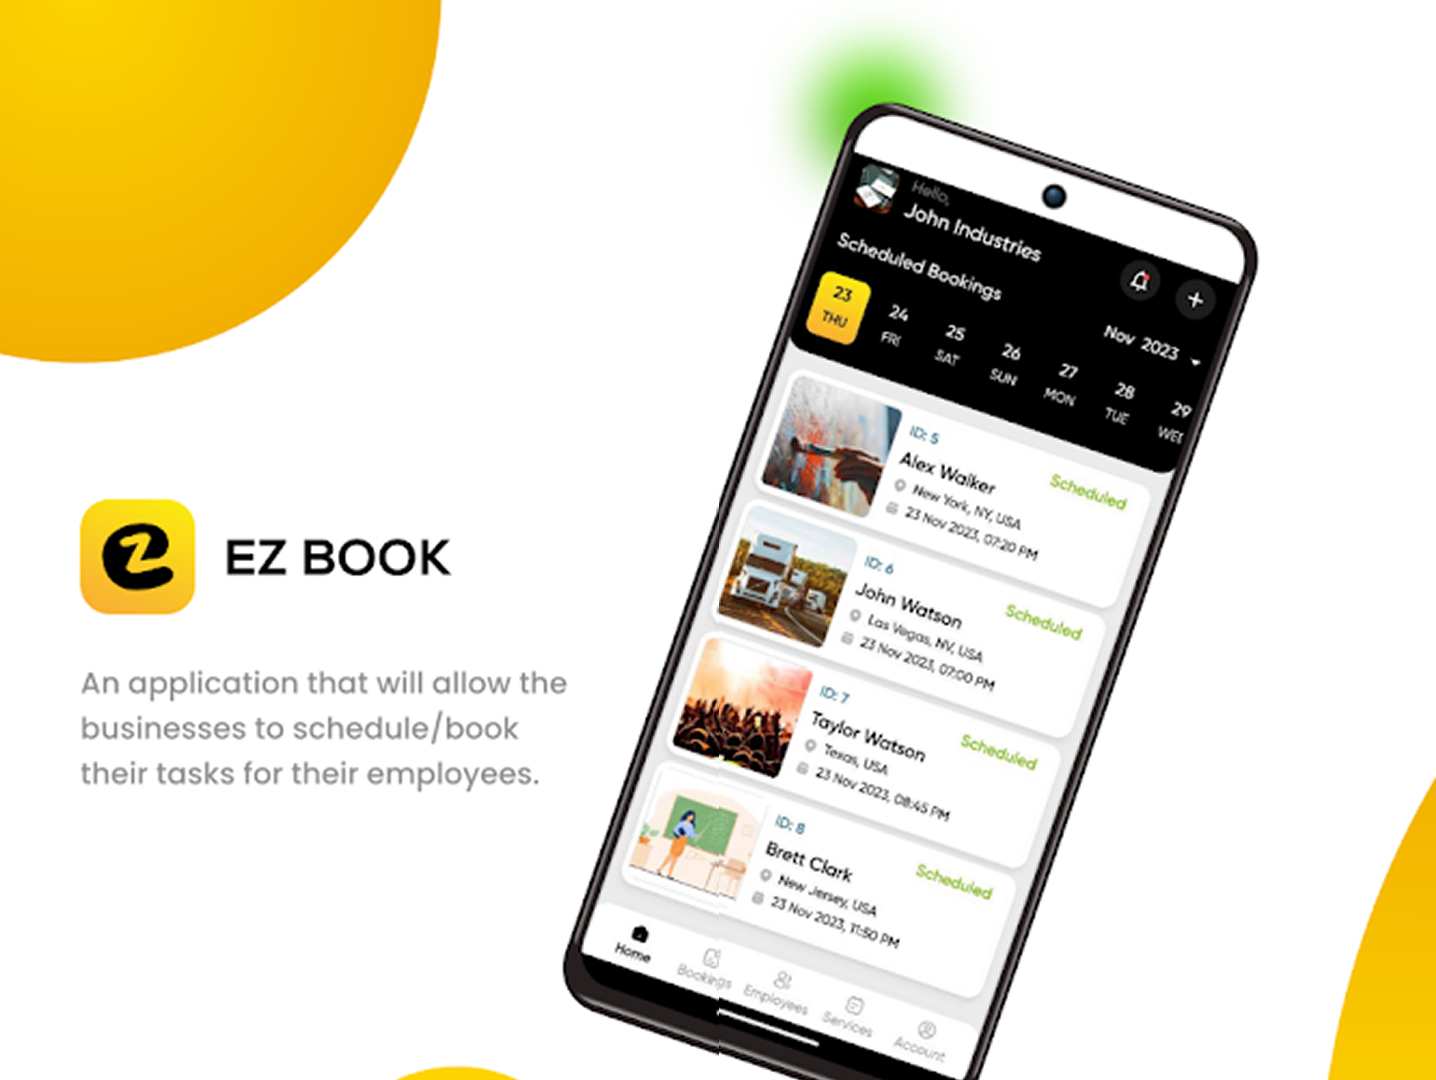 EZ BOOK
An application that will allow the
businesses to schedule/book
their tasks for their employees.
Hello,
John Industries
Scheduled Bookings
Nov 2023
23 24 25 26 27 28 29
THU FRI SAT SUN MON TUE WED
ID: 5
Alex Walker
Scheduled
New York, NY, USA
23 Nov 2023, 07:20 PM
ID: 6
John Watson
Scheduled
Las Vegas, NV, USA
23 Nov 2023, 07:00 PM
ID: 7
Taylor Watson
Scheduled
Texas, USA
23 Nov 2023, 08:45 PM
ID: 8
Brett Clark
Scheduled
New Jersey, USA
23 Nov 2023, 11:50 PM
Home Bookings Employees Services Account